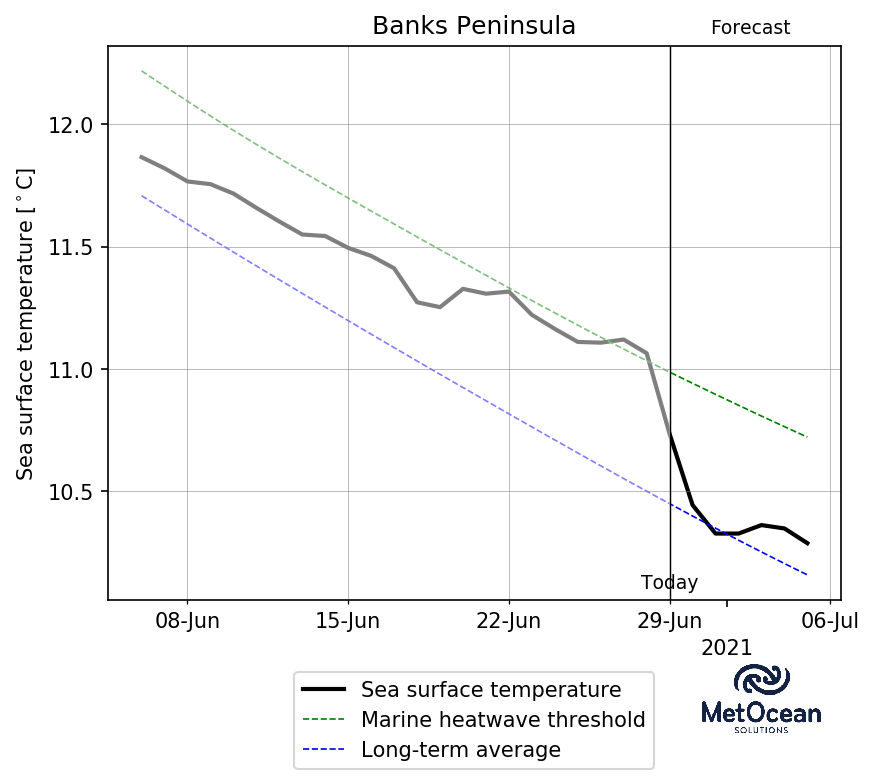 Banks Peninsula
Forecast
Sea surface temperature [°C]
12.0
11.5
11.0
10.5
Today
08-Jun
15-Jun
22-Jun
29-Jun
06-Jul
2021
Sea surface temperature
Marine heatwave threshold
Long-term average
MetOcean
SOLUTIONS